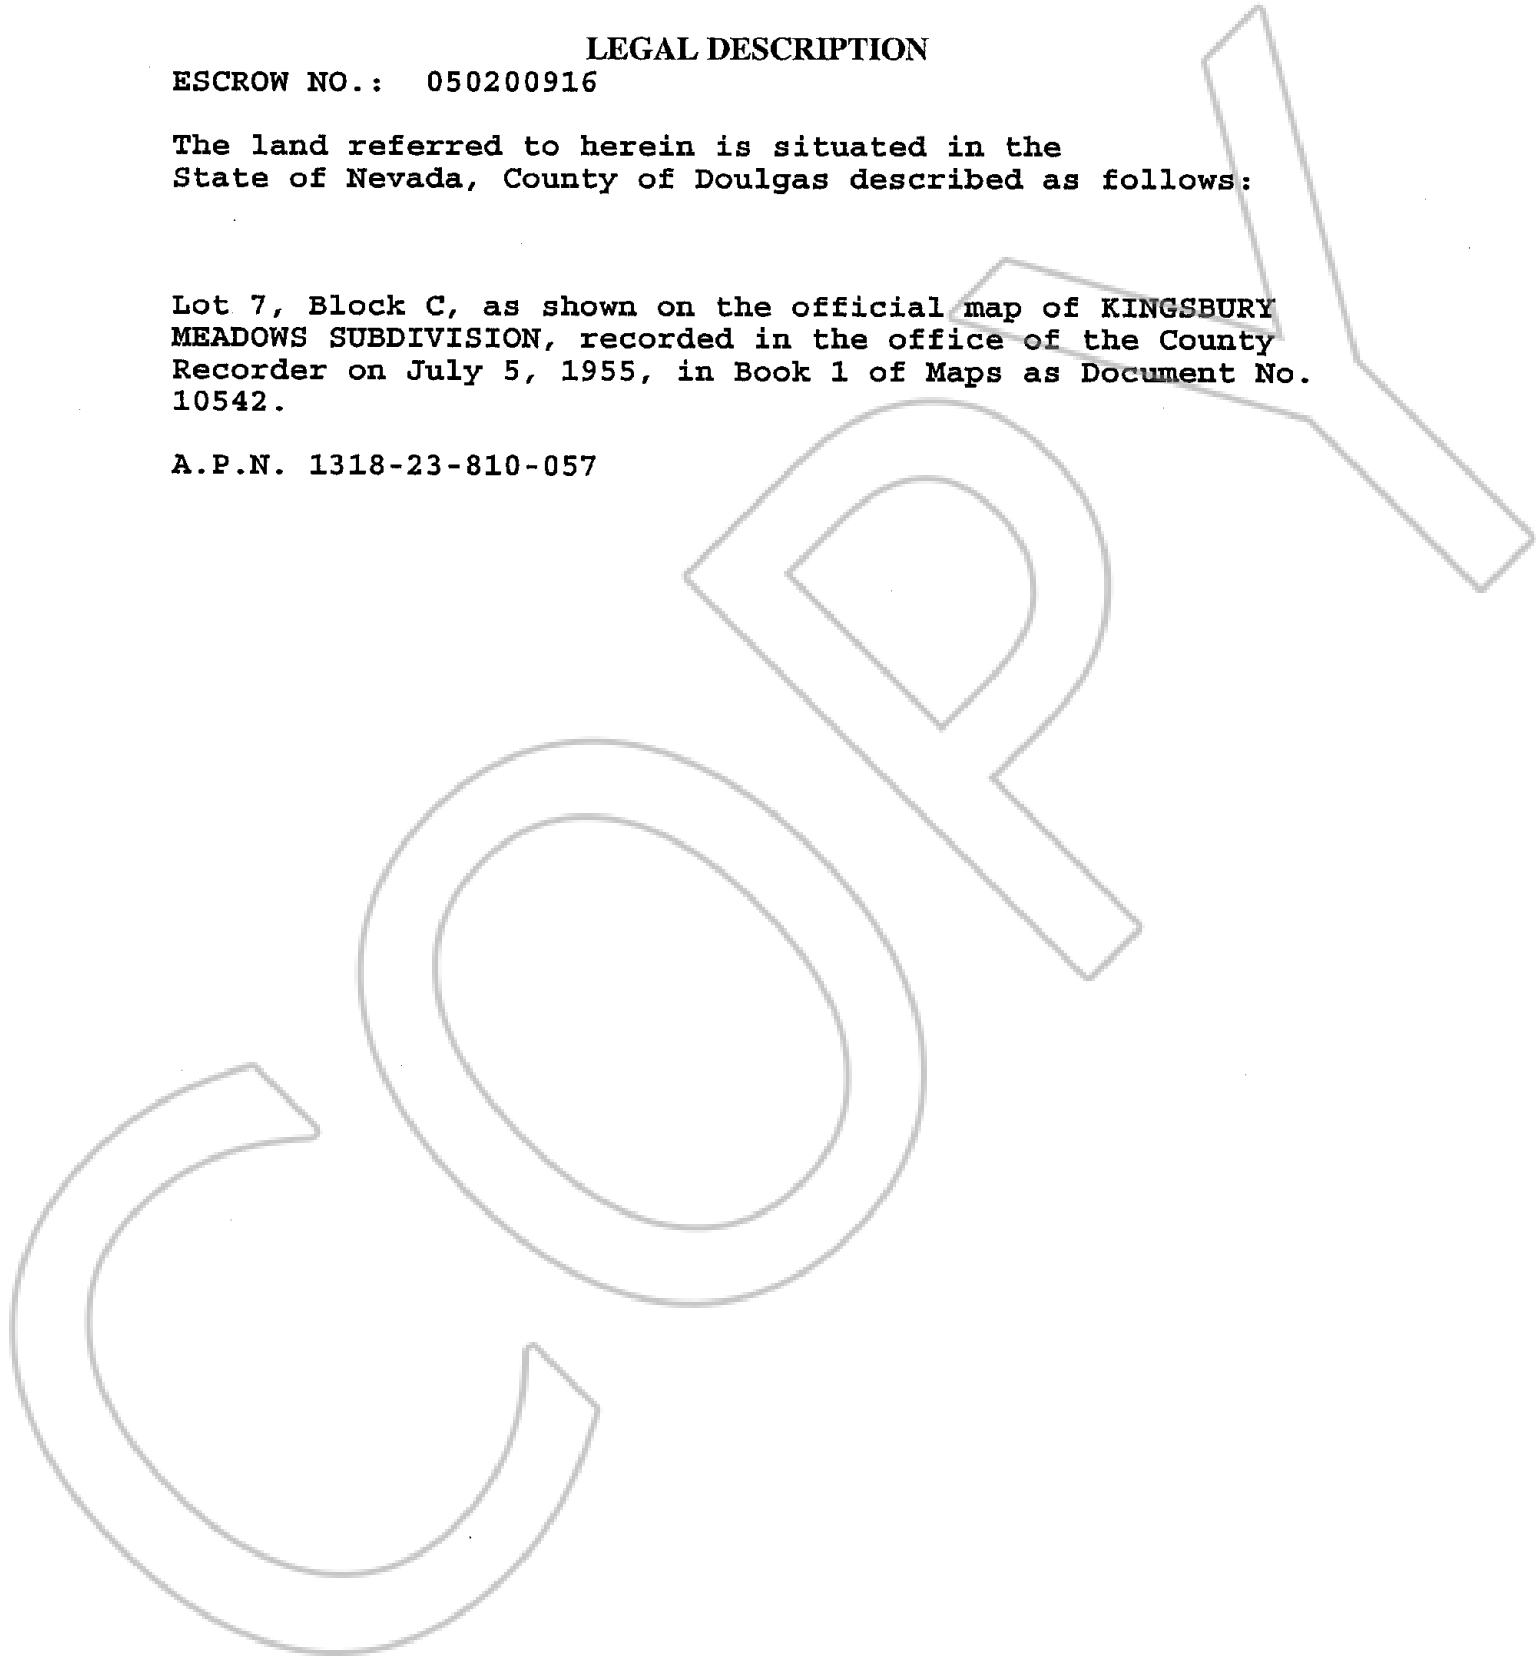 LEGAL DESCRIPTION
ESCROW NO.: 050200916
The land referred to herein is situated in the
State of Nevada, County of Doulgas described as follows:
Lot 7, Block C, as shown on the official map of KINGSBURY
MEADOWS SUBDIVISION, recorded in the office of the County
Recorder on July 5, 1955, in Book 1 of Maps as Document No.
10542.
A.P.N. 1318-23-810-057
COPY